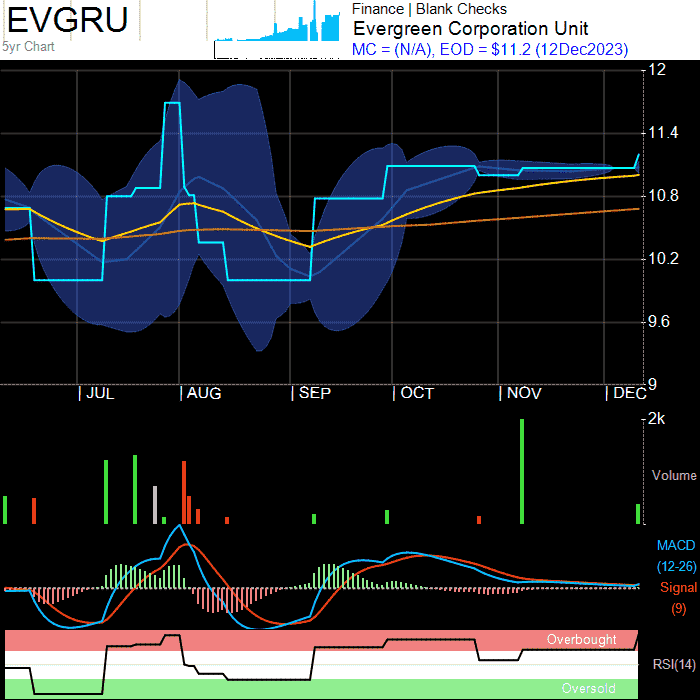 EVGRU
5yr Chart
Finance | Blank Checks
Evergreen Corporation Unit
MC = (N/A), EOD = $11.2 (12Dec2023)
12
11.4
10.8
10.2
9.6
9
| JUL | AUG | SEP | OCT | NOV | DEC
2k
Volume
MACD
(12-26)
Signal
(9)
Overbought
RSI(14)
Oversold